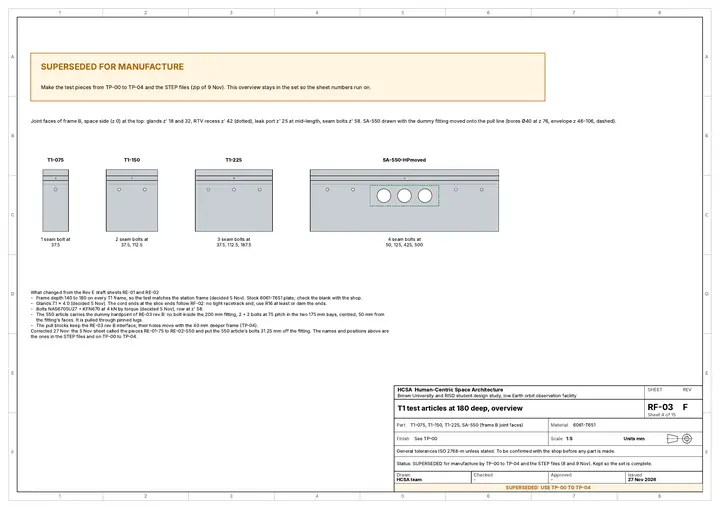 1 2 3 4 5 6 7 8
A A
SUPERSEDED FOR MANUFACTURE
Make the test pieces from TP-00 to TP-04 and the STEP files (zip of 9 Nov). This overview stays in the set so the sheet numbers run on.
B B
Joint faces of frame B, space side (z 0) at the top: glands z' 18 and 32, RTV recess z' 42 (dotted), leak port z' 25 at mid-length, seam bolts z' 58. SA-550 drawn with the dummy fitting moved onto the pull line (bores Ø40 at z 76, envelope z 46-106, dashed).
T1-075 T1-150 T1-225 SA-550-HPmoved
C C
1 seam bolt at
37.5
2 seam bolts at
37.5, 112.5
3 seam bolts at
37.5, 112.5, 187.5
4 seam bolts at
50, 125, 425, 500
D D
What changed from the Rev E draft sheets RE-01 and RE-02
- Frame depth 140 to 180 on every T1 frame, so the test matches the station frames (decided 5 Nov). Stock 6061-T651 plate; check the blank with the shop.
- Glands 7.1 × 4.0 (decided 5 Nov). The cord ends at the slice ends follow RF-02: no tight racetrack end; use R16 at least or dam the ends.
- Bolts NAS6705U27 + KFN670 at 4 kN by torque (decided 5 Nov), row at z' 58.
- The 550 article carries the dummy hardpoint of RE-03 rev B: no bolt inside the 200 mm fitting, 2 + 2 bolts at 75 pitch in the two 175 mm bays, centred, 50 mm from
the fitting's faces. It is pulled through pinned lugs.
- The pull blocks keep the RE-03 rev B interface; their holes move with the 40 mm deeper frame (TP-04).
Corrected 27 Nov: the 5 Nov sheet called the pieces RE-01-75 to RE-02-550 and put the 550 article's bolts 31.25 mm off the fitting. The names and positions above are
the ones in the STEP files and on TP-00 to TP-04.
E E
HCSA Human-Centric Space Architecture
Brown University and RISD student design study, low Earth orbit observation facility
SHEET REV
T1 test articles at 180 deep, overview
RF-03 F
Sheet 4 of 15
Part T1-075, T1-150, T1-225, SA-550 (frame B joint faces)
Material 6061-T651
F F
Finish See TP-00
Scale 1:5
Units mm
General tolerances ISO 2768-m unless stated. To be confirmed with the shop before any part is made.
Status: SUPERSEDED for manufacture by TP-00 to TP-04 and the STEP files (8 and 9 Nov). Kept so the set is complete.
Drawn Checked Approved Issued
HCSA team - - 27 Nov 2026
SUPERSEDED: USE TP-00 TO TP-04
1 2 3 4 5 6 7 8